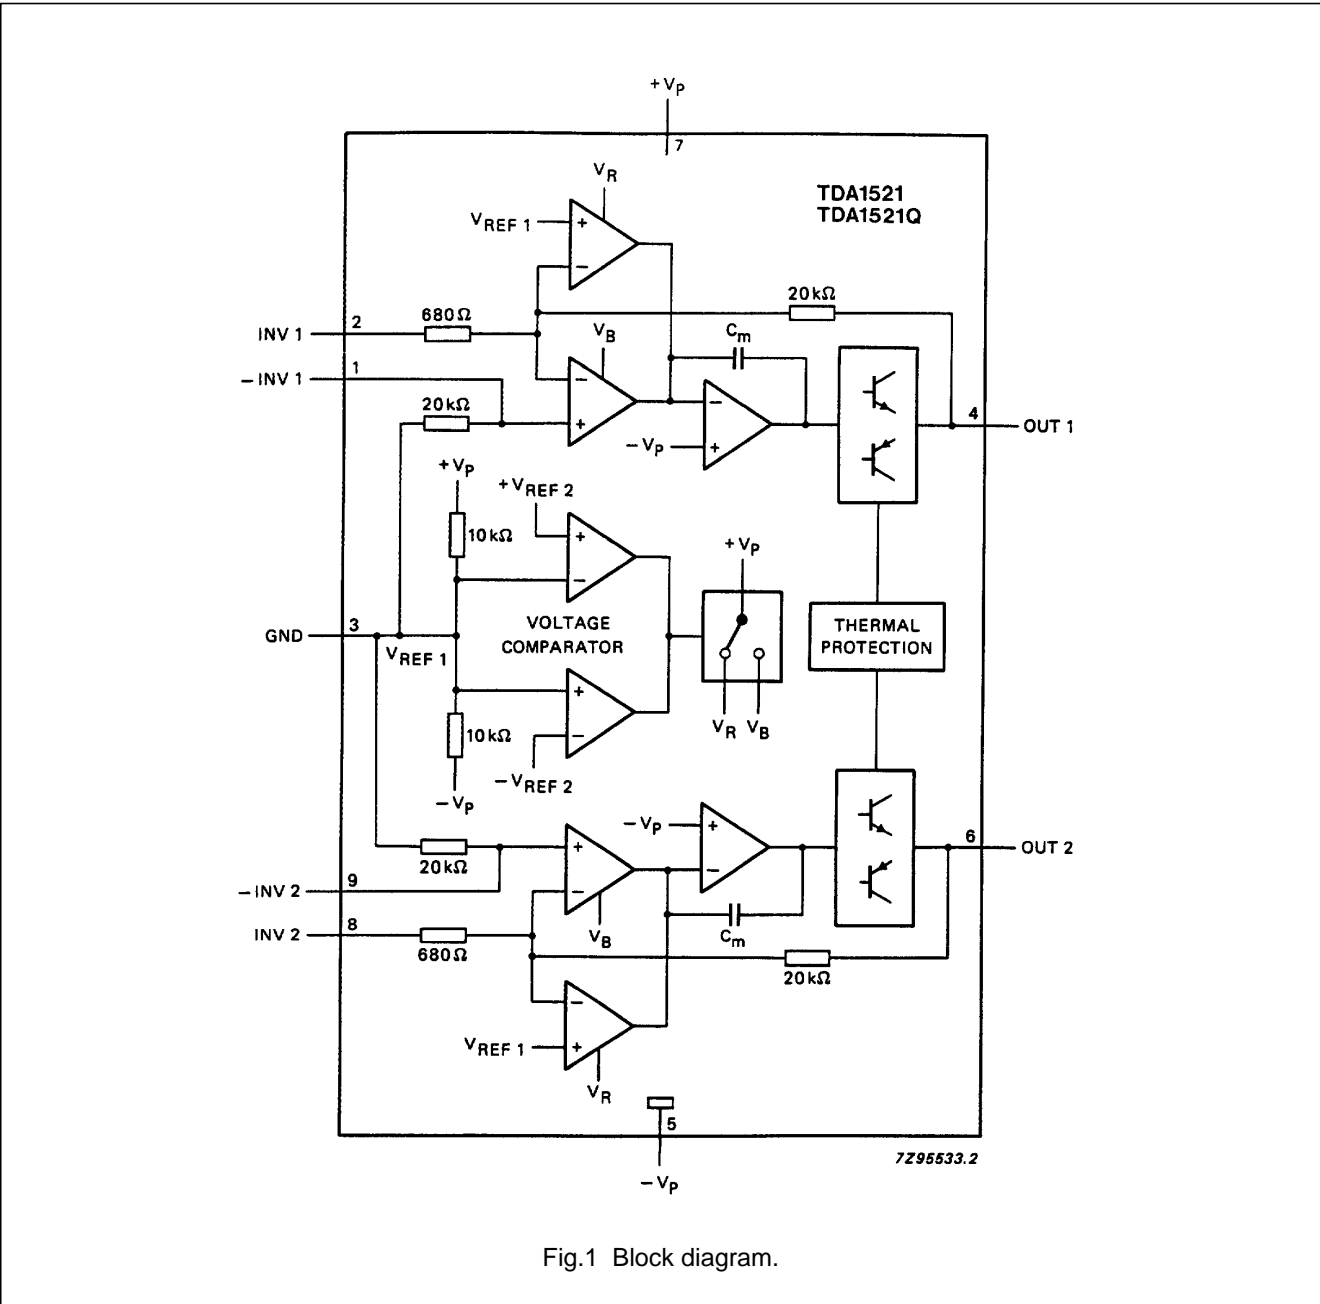 +VP
7
VR
TDA1521
TDA1521Q
VREF 1
+
−
20kΩ
680Ω
INV 1
2
VB
Cm
1
−INV 1
−
−
20kΩ
+
4
OUT 1
−VP
+
+VP
+VREF 2
10kΩ
+
+VP
−
VOLTAGE
COMPARATOR
THERMAL
PROTECTION
3
GND
VREF 1
+
VR
VB
10kΩ
−
−VREF 2
−VP
−VP
+
+
6
OUT 2
20kΩ
−
9
−INV 2
−
8
INV 2
VB
Cm
680Ω
20kΩ
−
VREF 1
+
VR
5
7Z95533.2
−VP
Fig.1 Block diagram.